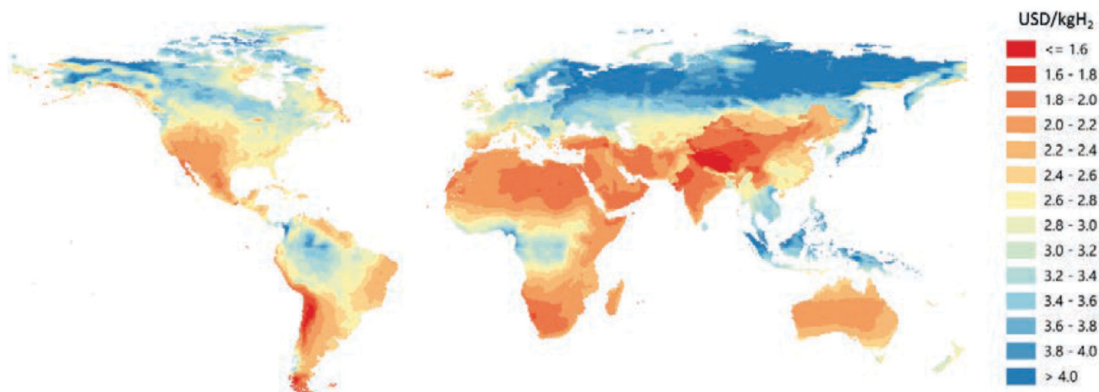 USD/kgH₂
<= 1.6
1.6 - 1.8
1.8 - 2.0
2.0 - 2.2
2.2 - 2.4
2.4 - 2.6
2.6 - 2.8
2.8 - 3.0
3.0 - 3.2
3.2 - 3.4
3.4 - 3.6
3.6 - 3.8
3.8 - 4.0
> 4.0